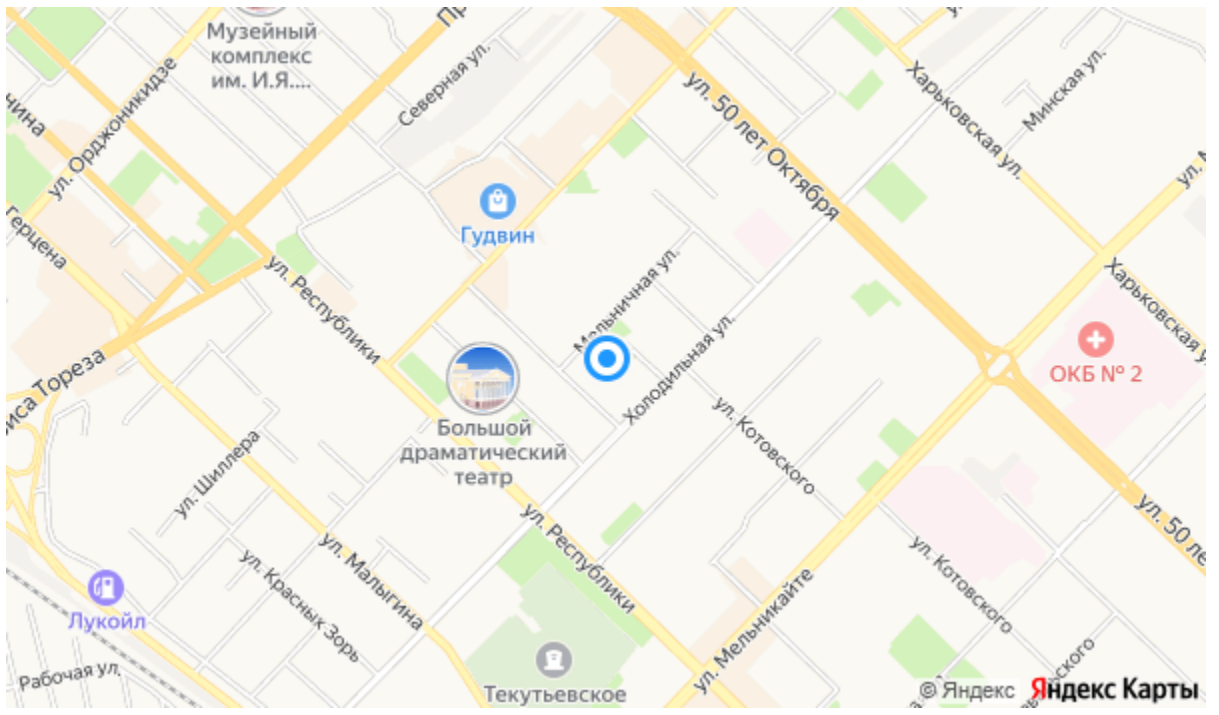 Музейный
комплекс
им. И.Я....
Северная ул.
ул. Орджоникидзе
ул. 50 лет Октября
Харьковская ул.
Минская ул.
Герцена
Гудвин
Мельничная ул.
ул. Республики
Холодильная ул.
Харьковская у
ОКБ № 2
иса Тореза
Большой
драматический
театр
ул. Шиллера
ул. Котовского
ул. 50 ле
ул. Республики
ул. Малыгина
ул. Красных Зорь
ул. Котовского
Лукойл
ул. Мельникайте
Рабочая ул.
Текутьевское
© Яндекс Яндекс Карты